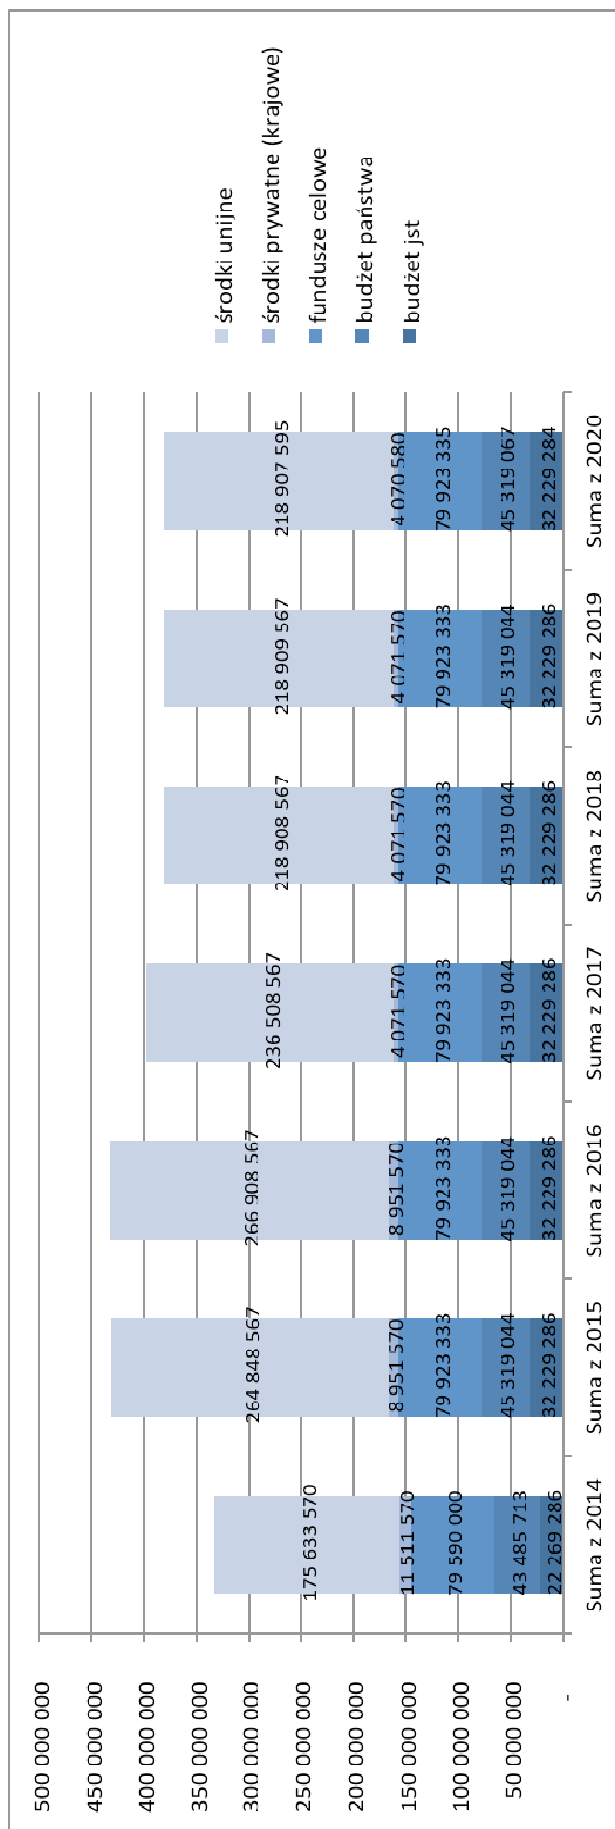 500 000 000
450 000 000
400 000 000
350 000 000
300 000 000
250 000 000
200 000 000
150 000 000
100 000 000
50 000 000
-
175 633 570
11 511 570
79 590 000
43 485 713
22 269 286
Suma z 2014
264 848 567
8 951 570
79 923 333
45 319 044
32 229 286
Suma z 2015
266 908 567
8 951 570
79 923 333
45 319 044
32 229 286
Suma z 2016
236 508 567
4 071 570
79 923 333
45 319 044
32 229 286
Suma z 2017
218 908 567
4 071 570
79 923 333
45 319 044
32 229 286
Suma z 2018
218 909 567
4 071 570
79 923 333
45 319 044
32 229 286
Suma z 2019
218 907 595
4 070 580
79 923 335
45 319 067
32 229 284
Suma z 2020
środki unijne
środki prywatne (krajowe)
fundusze celowe
budżet państwa
budżet jst